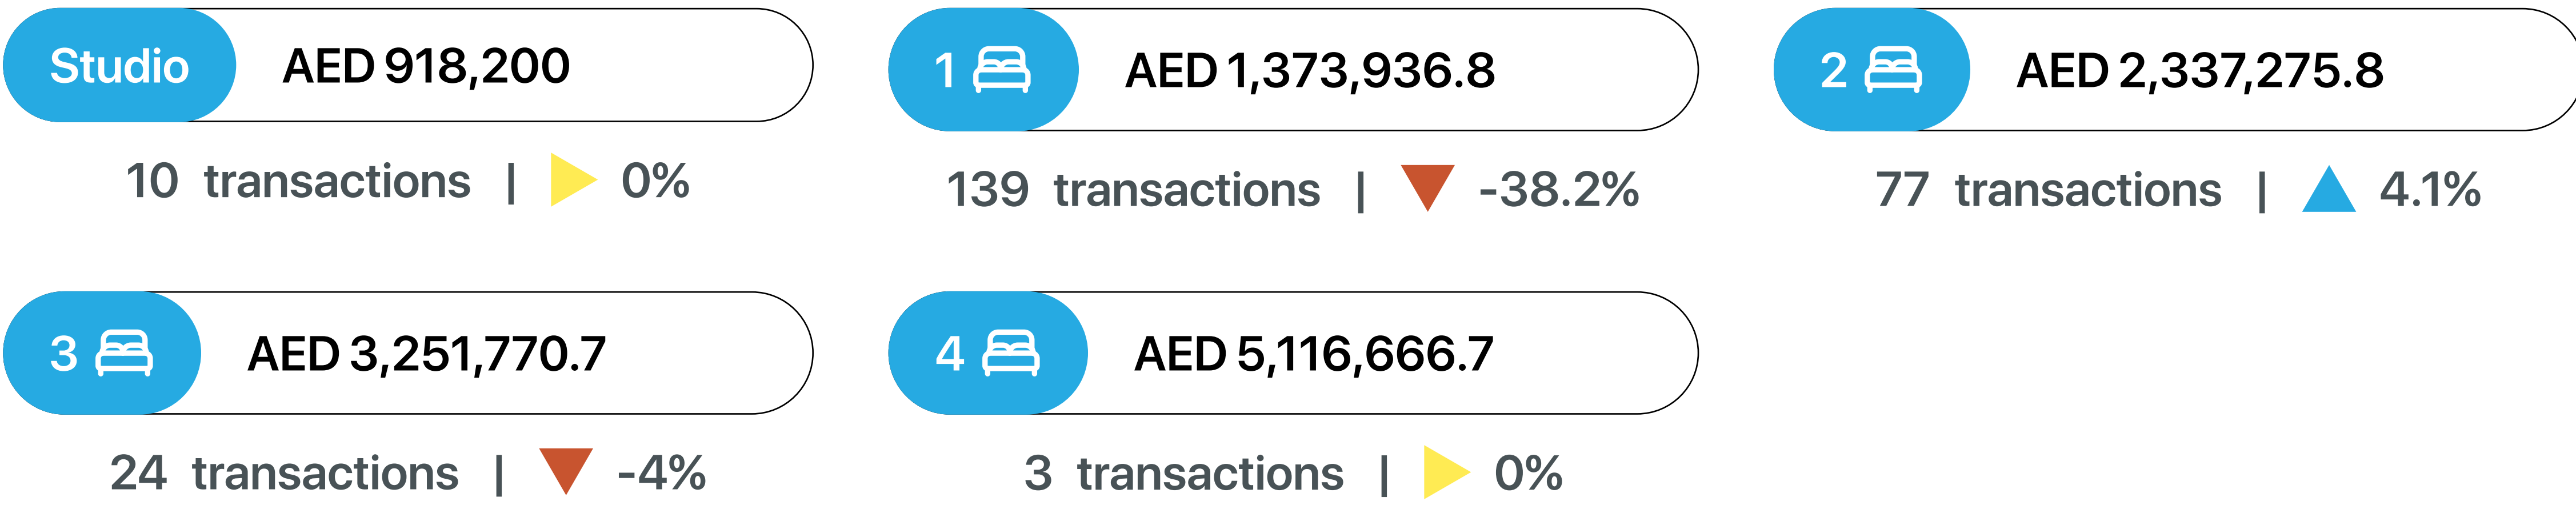 Studio AED 918,200
10 transactions | 0%
1 AED 1,373,936.8
139 transactions | -38.2%
2 AED 2,337,275.8
77 transactions | 4.1%
3 AED 3,251,770.7
24 transactions | -4%
4 AED 5,116,666.7
3 transactions | 0%